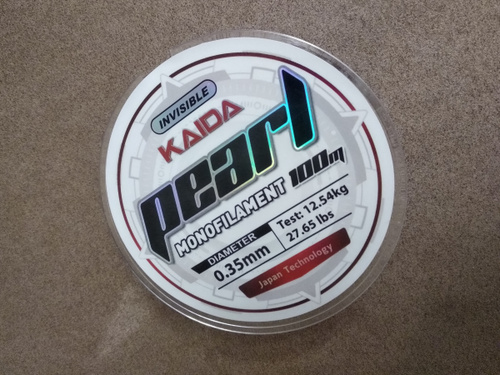 INVISIBLE
KAIDA
pearl
MONOFILAMENT 100m
DIAMETER
0.35mm
Test: 12.54kg
27.65 lbs
Japan Technology